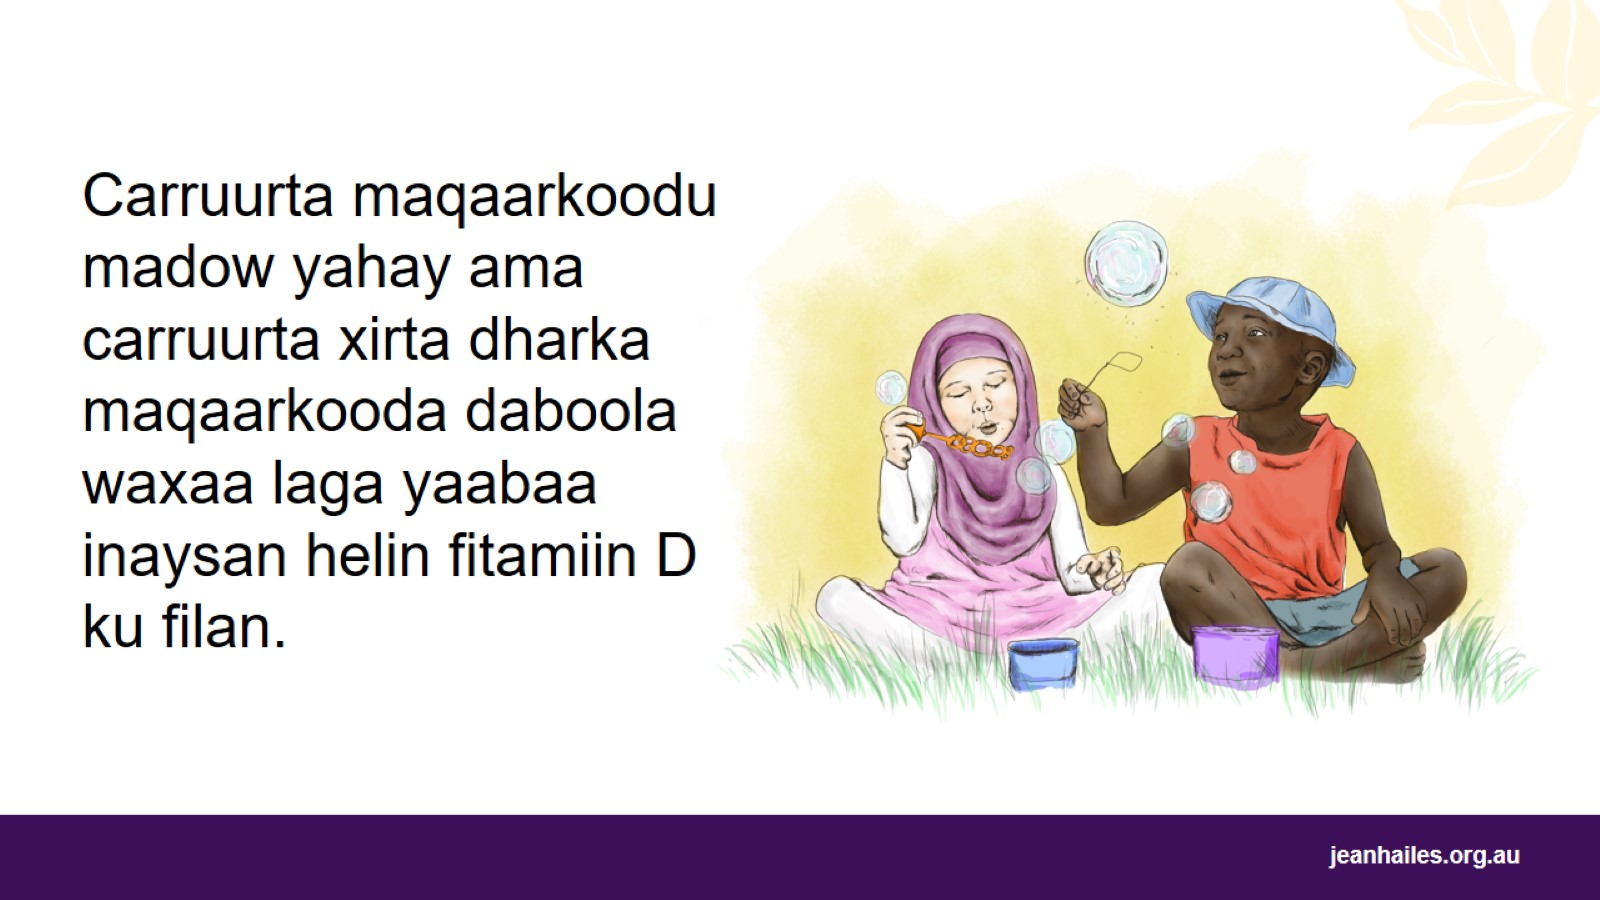 Carruurta maqaarkoodu
madow yahay ama
carruurta xirta dharka
maqaarkooda daboola
waxaa laga yaabaa
inaysan helin fitamiin D
ku filan.
jeanhailes.org.au